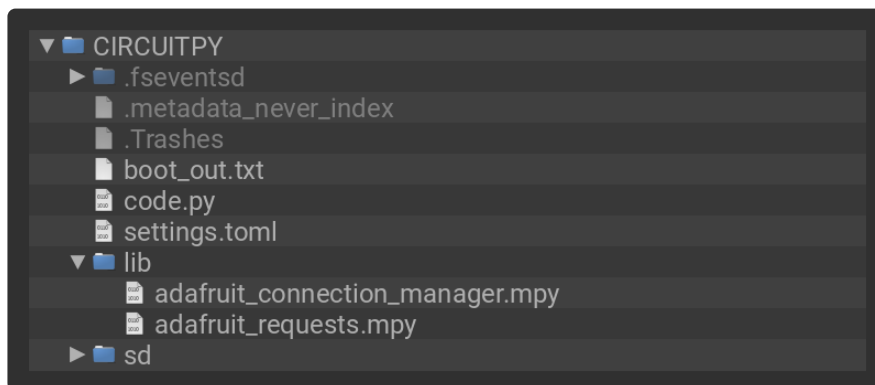 CIRCUITPY
.fseventsd
.metadata_never_index
.Trashes
boot_out.txt
code.py
settings.toml
lib
adafruit_connection_manager.mpy
adafruit_requests.mpy
sd